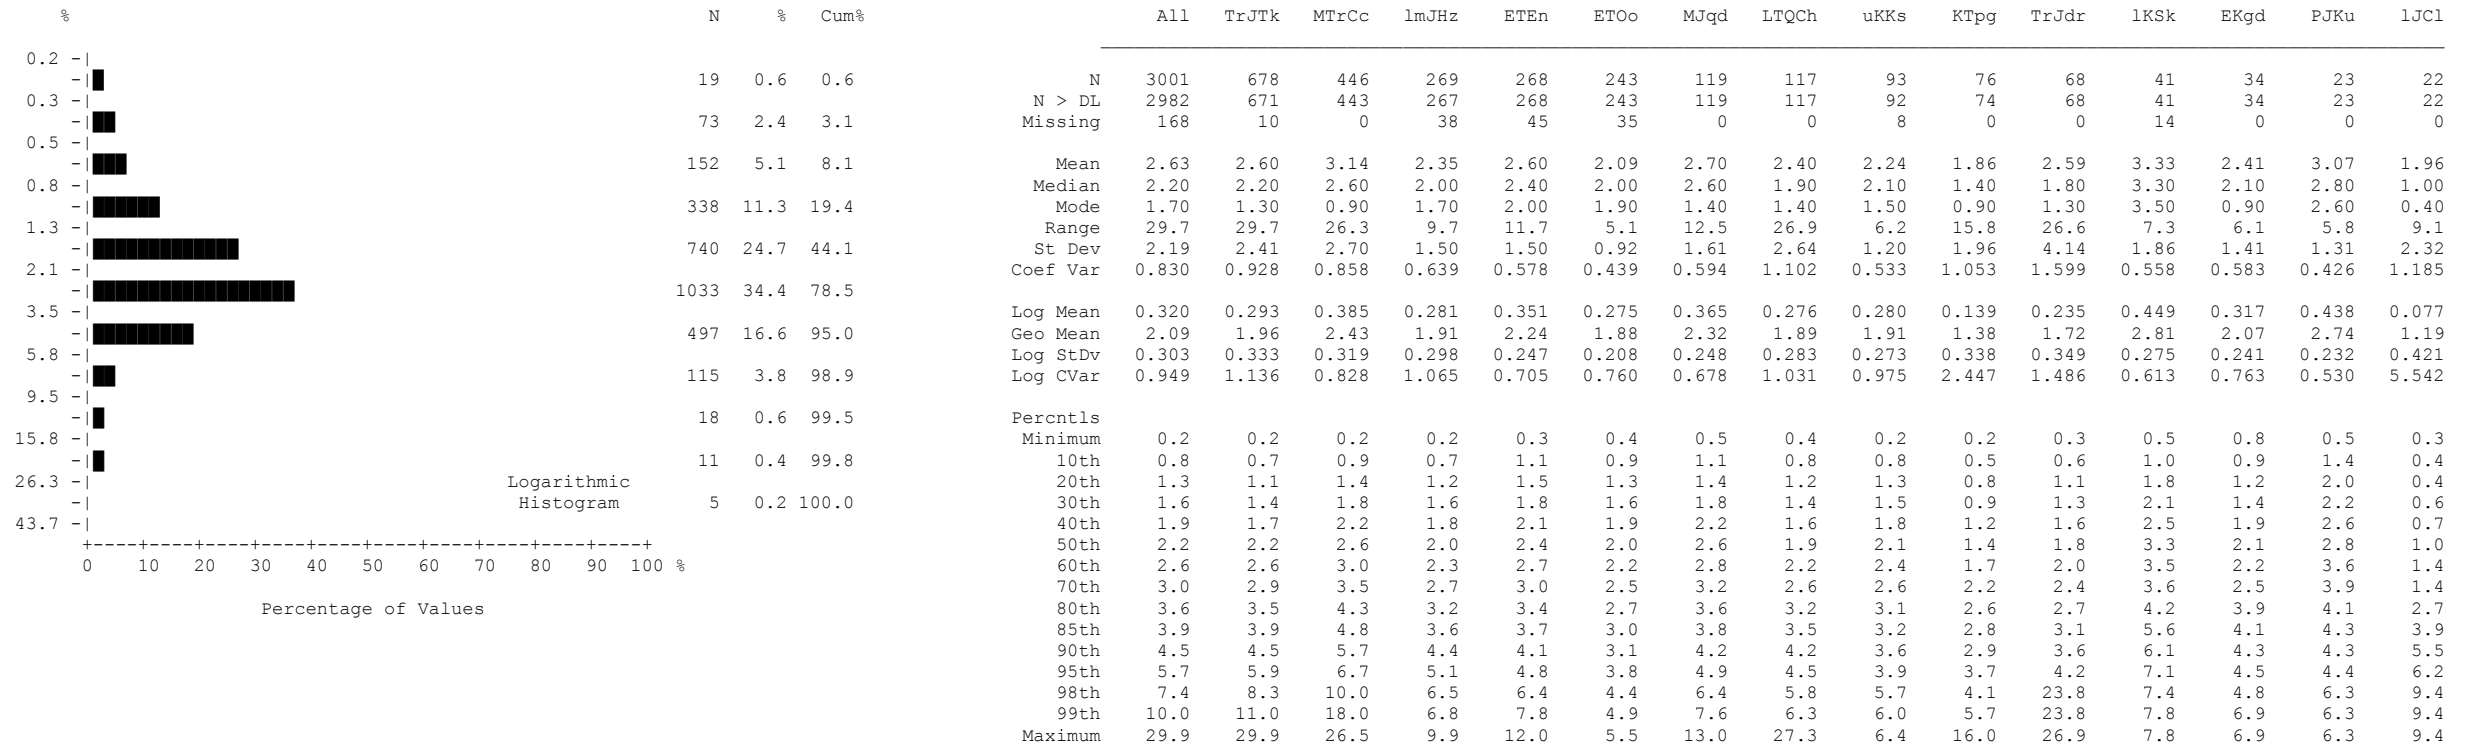 % N % Cum% All TrJTk MTrCc lmJHz ETEn ETOo MJqd LTQCh uKKs KTpg TrJdr lKSk EKgd PJKu lJCl
0.2 -|
-| 19 0.6 0.6 N 3001 678 446 269 268 243 119 117 93 76 68 41 34 23 22
0.3 -| N > DL 2982 671 443 267 268 243 119 117 92 74 68 41 34 23 22
-| 73 2.4 3.1 Missing 168 10 0 38 45 35 0 0 8 0 0 14 0 0 0
0.5 -|
-| 152 5.1 8.1 Mean 2.63 2.60 3.14 2.35 2.60 2.09 2.70 2.40 2.24 1.86 2.59 3.33 2.41 3.07 1.96
0.8 -| Median 2.20 2.20 2.60 2.00 2.40 2.00 2.60 1.90 2.10 1.40 1.80 3.30 2.10 2.80 1.00
-| 338 11.3 19.4 Mode 1.70 1.30 0.90 1.70 2.00 1.90 1.40 1.40 1.50 0.90 1.30 3.50 0.90 2.60 0.40
1.3 -| Range 29.7 29.7 26.3 9.7 11.7 5.1 12.5 26.9 6.2 15.8 26.6 7.3 6.1 5.8 9.1
-| 740 24.7 44.1 St Dev 2.19 2.41 2.70 1.50 1.50 0.92 1.61 2.64 1.20 1.96 4.14 1.86 1.41 1.31 2.32
2.1 -| Coef Var 0.830 0.928 0.858 0.639 0.578 0.439 0.594 1.102 0.533 1.053 1.599 0.558 0.583 0.426 1.185
-| 1033 34.4 78.5
3.5 -| Log Mean 0.320 0.293 0.385 0.281 0.351 0.275 0.365 0.276 0.280 0.139 0.235 0.449 0.317 0.438 0.077
-| 497 16.6 95.0 Geo Mean 2.09 1.96 2.43 1.91 2.24 1.88 2.32 1.89 1.91 1.38 1.72 2.81 2.07 2.74 1.19
5.8 -| Log StDv 0.303 0.333 0.319 0.298 0.247 0.208 0.248 0.283 0.273 0.338 0.349 0.275 0.241 0.232 0.421
-| 115 3.8 98.9 Log CVar 0.949 1.136 0.828 1.065 0.705 0.760 0.678 1.031 0.975 2.447 1.486 0.613 0.763 0.530 5.542
9.5 -|
-| 18 0.6 99.5 Percntls
15.8 -| Minimum 0.2 0.2 0.2 0.2 0.3 0.4 0.5 0.4 0.2 0.2 0.3 0.5 0.8 0.5 0.3
-| 11 0.4 99.8 10th 0.8 0.7 0.9 0.7 1.1 0.9 1.1 0.8 0.8 0.5 0.6 1.0 0.9 1.4 0.4
26.3 -| Logarithmic 20th 1.3 1.1 1.4 1.2 1.5 1.3 1.4 1.2 1.3 0.8 1.1 1.8 1.2 2.0 0.4
-| Histogram 5 0.2 100.0 30th 1.6 1.4 1.8 1.6 1.8 1.6 1.8 1.4 1.5 0.9 1.3 2.1 1.4 2.2 0.6
43.7 -| 40th 1.9 1.7 2.2 1.8 2.1 1.9 2.2 1.6 1.8 1.2 1.6 2.5 1.9 2.6 0.7
+----+----+----+----+----+----+----+----+----+----+ 50th 2.2 2.2 2.6 2.0 2.4 2.0 2.6 1.9 2.1 1.4 1.8 3.3 2.1 2.8 1.0
0 10 20 30 40 50 60 70 80 90 100 % 60th 2.6 2.6 3.0 2.3 2.7 2.2 2.8 2.2 2.4 1.7 2.0 3.5 2.2 3.6 1.4
70th 3.0 2.9 3.5 2.7 3.0 2.5 3.2 2.6 2.6 2.2 2.4 3.6 2.5 3.9 1.4
Percentage of Values 80th 3.6 3.5 4.3 3.2 3.4 2.7 3.6 3.2 3.1 2.6 2.7 4.2 3.9 4.1 2.7
85th 3.9 3.9 4.8 3.6 3.7 3.0 3.8 3.5 3.2 2.8 3.1 5.6 4.1 4.3 3.9
90th 4.5 4.5 5.7 4.4 4.1 3.1 4.2 4.2 3.6 2.9 3.6 6.1 4.3 4.3 5.5
95th 5.7 5.9 6.7 5.1 4.8 3.8 4.9 4.5 3.9 3.7 4.2 7.1 4.5 4.4 6.2
98th 7.4 8.3 10.0 6.5 6.4 4.4 6.4 5.8 5.7 4.1 23.8 7.4 4.8 6.3 9.4
99th 10.0 11.0 18.0 6.8 7.8 4.9 7.6 6.3 6.0 5.7 23.8 7.8 6.9 6.3 9.4
Maximum 29.9 29.9 26.5 9.9 12.0 5.5 13.0 27.3 6.4 16.0 26.9 7.8 6.9 6.3 9.4